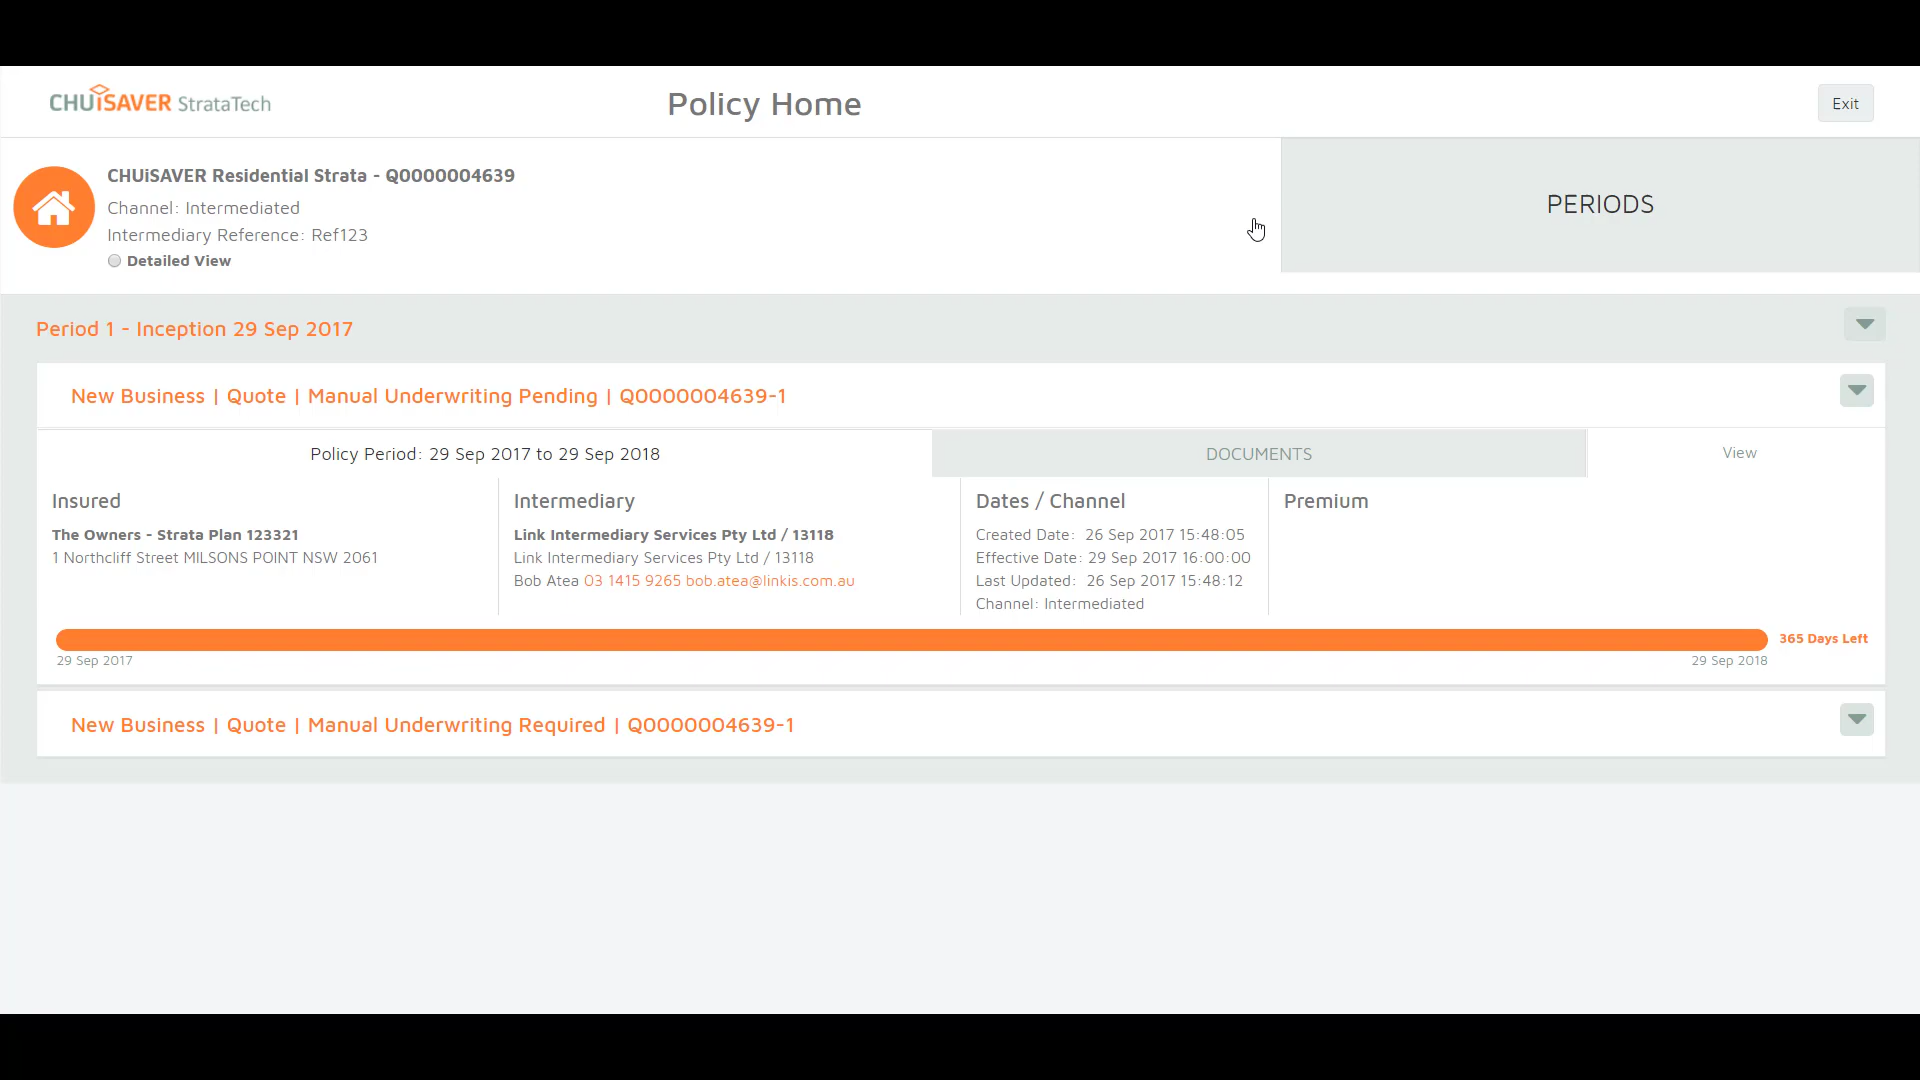 CHUiSAVER StrataTech
Policy Home
Exit
CHUiSAVER Residential Strata - Q0000004639
Channel: Intermediated
Intermediary Reference: Ref123
Detailed View
PERIODS
Period 1 - Inception 29 Sep 2017
New Business | Quote | Manual Underwriting Pending | Q0000004639-1
Policy Period: 29 Sep 2017 to 29 Sep 2018
DOCUMENTS
View
Insured
The Owners - Strata Plan 123321
1 Northcliff Street MILSONS POINT NSW 2061
Intermediary
Link Intermediary Services Pty Ltd / 13118
Link Intermediary Services Pty Ltd / 13118
Bob Atea 03 1415 9265 bob.atea@linkis.com.au
Dates / Channel
Created Date: 26 Sep 2017 15:48:05
Effective Date: 29 Sep 2017 16:00:00
Last Updated: 26 Sep 2017 15:48:12
Channel: Intermediated
Premium
365 Days Left
29 Sep 2017
29 Sep 2018
New Business | Quote | Manual Underwriting Required | Q0000004639-1